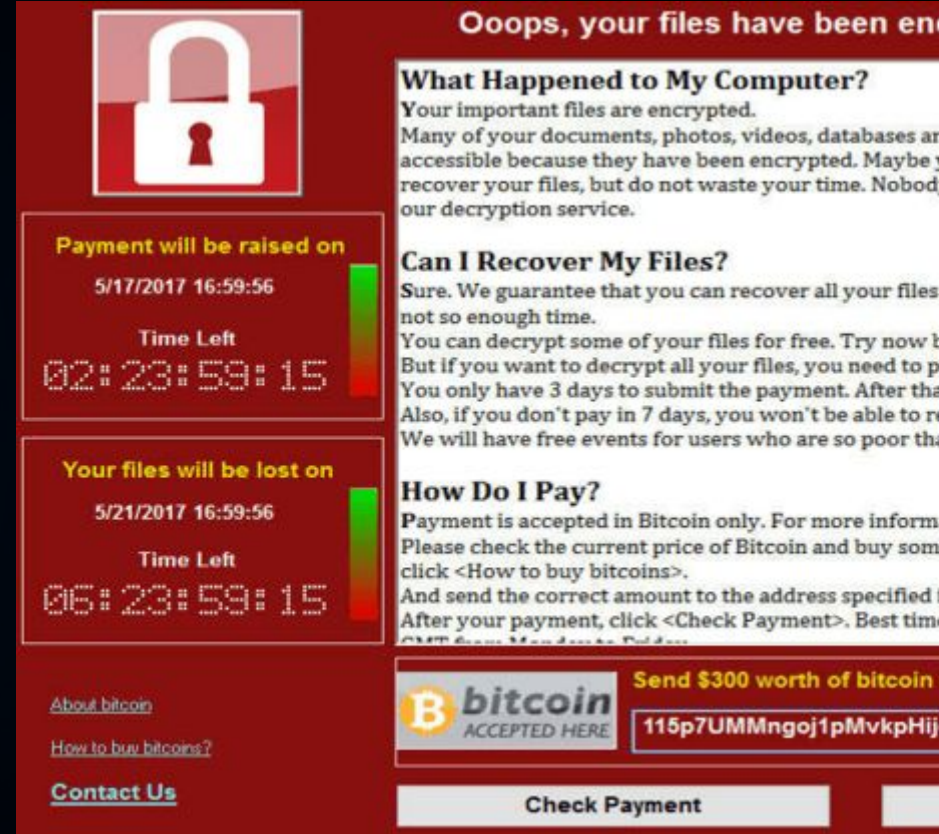 Ooops, your files have been en
What Happened to My Computer?
Your important files are encrypted.
Many of your documents, photos, videos, databases a
accessible because they have been encrypted. Maybe
recover your files, but do not waste your time. Nobod
our decryption service.
Can I Recover My Files?
Sure. We guarantee that you can recover all your files
not so enough time.
You can decrypt some of your files for free. Try now
But if you want to decrypt all your files, you need to p
You only have 3 days to submit the payment. After tha
Also, if you don't pay in 7 days, you won't be able to r
We will have free events for users who are so poor tha
How Do I Pay?
Payment is accepted in Bitcoin only. For more inform
Please check the current price of Bitcoin and buy som
click <How to buy bitcoins>.
And send the correct amount to the address specified
After your payment, click <Check Payment>. Best tim
GMT from Monday to Friday
Payment will be raised on
5/17/2017 16:59:56
Time Left
02:23:59:15
Your files will be lost on
5/21/2017 16:59:56
Time Left
06:23:59:15
About bitcoin
How to buy bitcoins?
Contact Us
bitcoin
ACCEPTED HERE
Send $300 worth of bitcoin
115p7UMMngoj1pMvkpHij
Check Payment